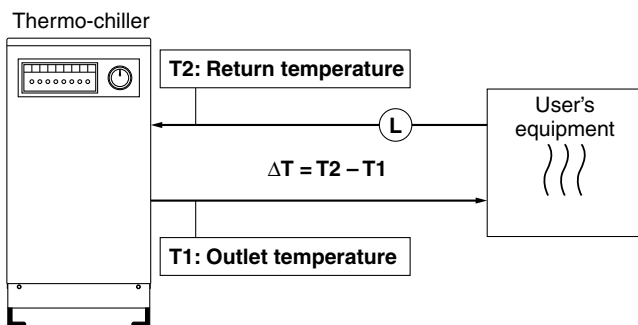 Thermo-chiller
T2: Return temperature
L
User's
equipment
ΔT = T2 – T1
T1: Outlet temperature